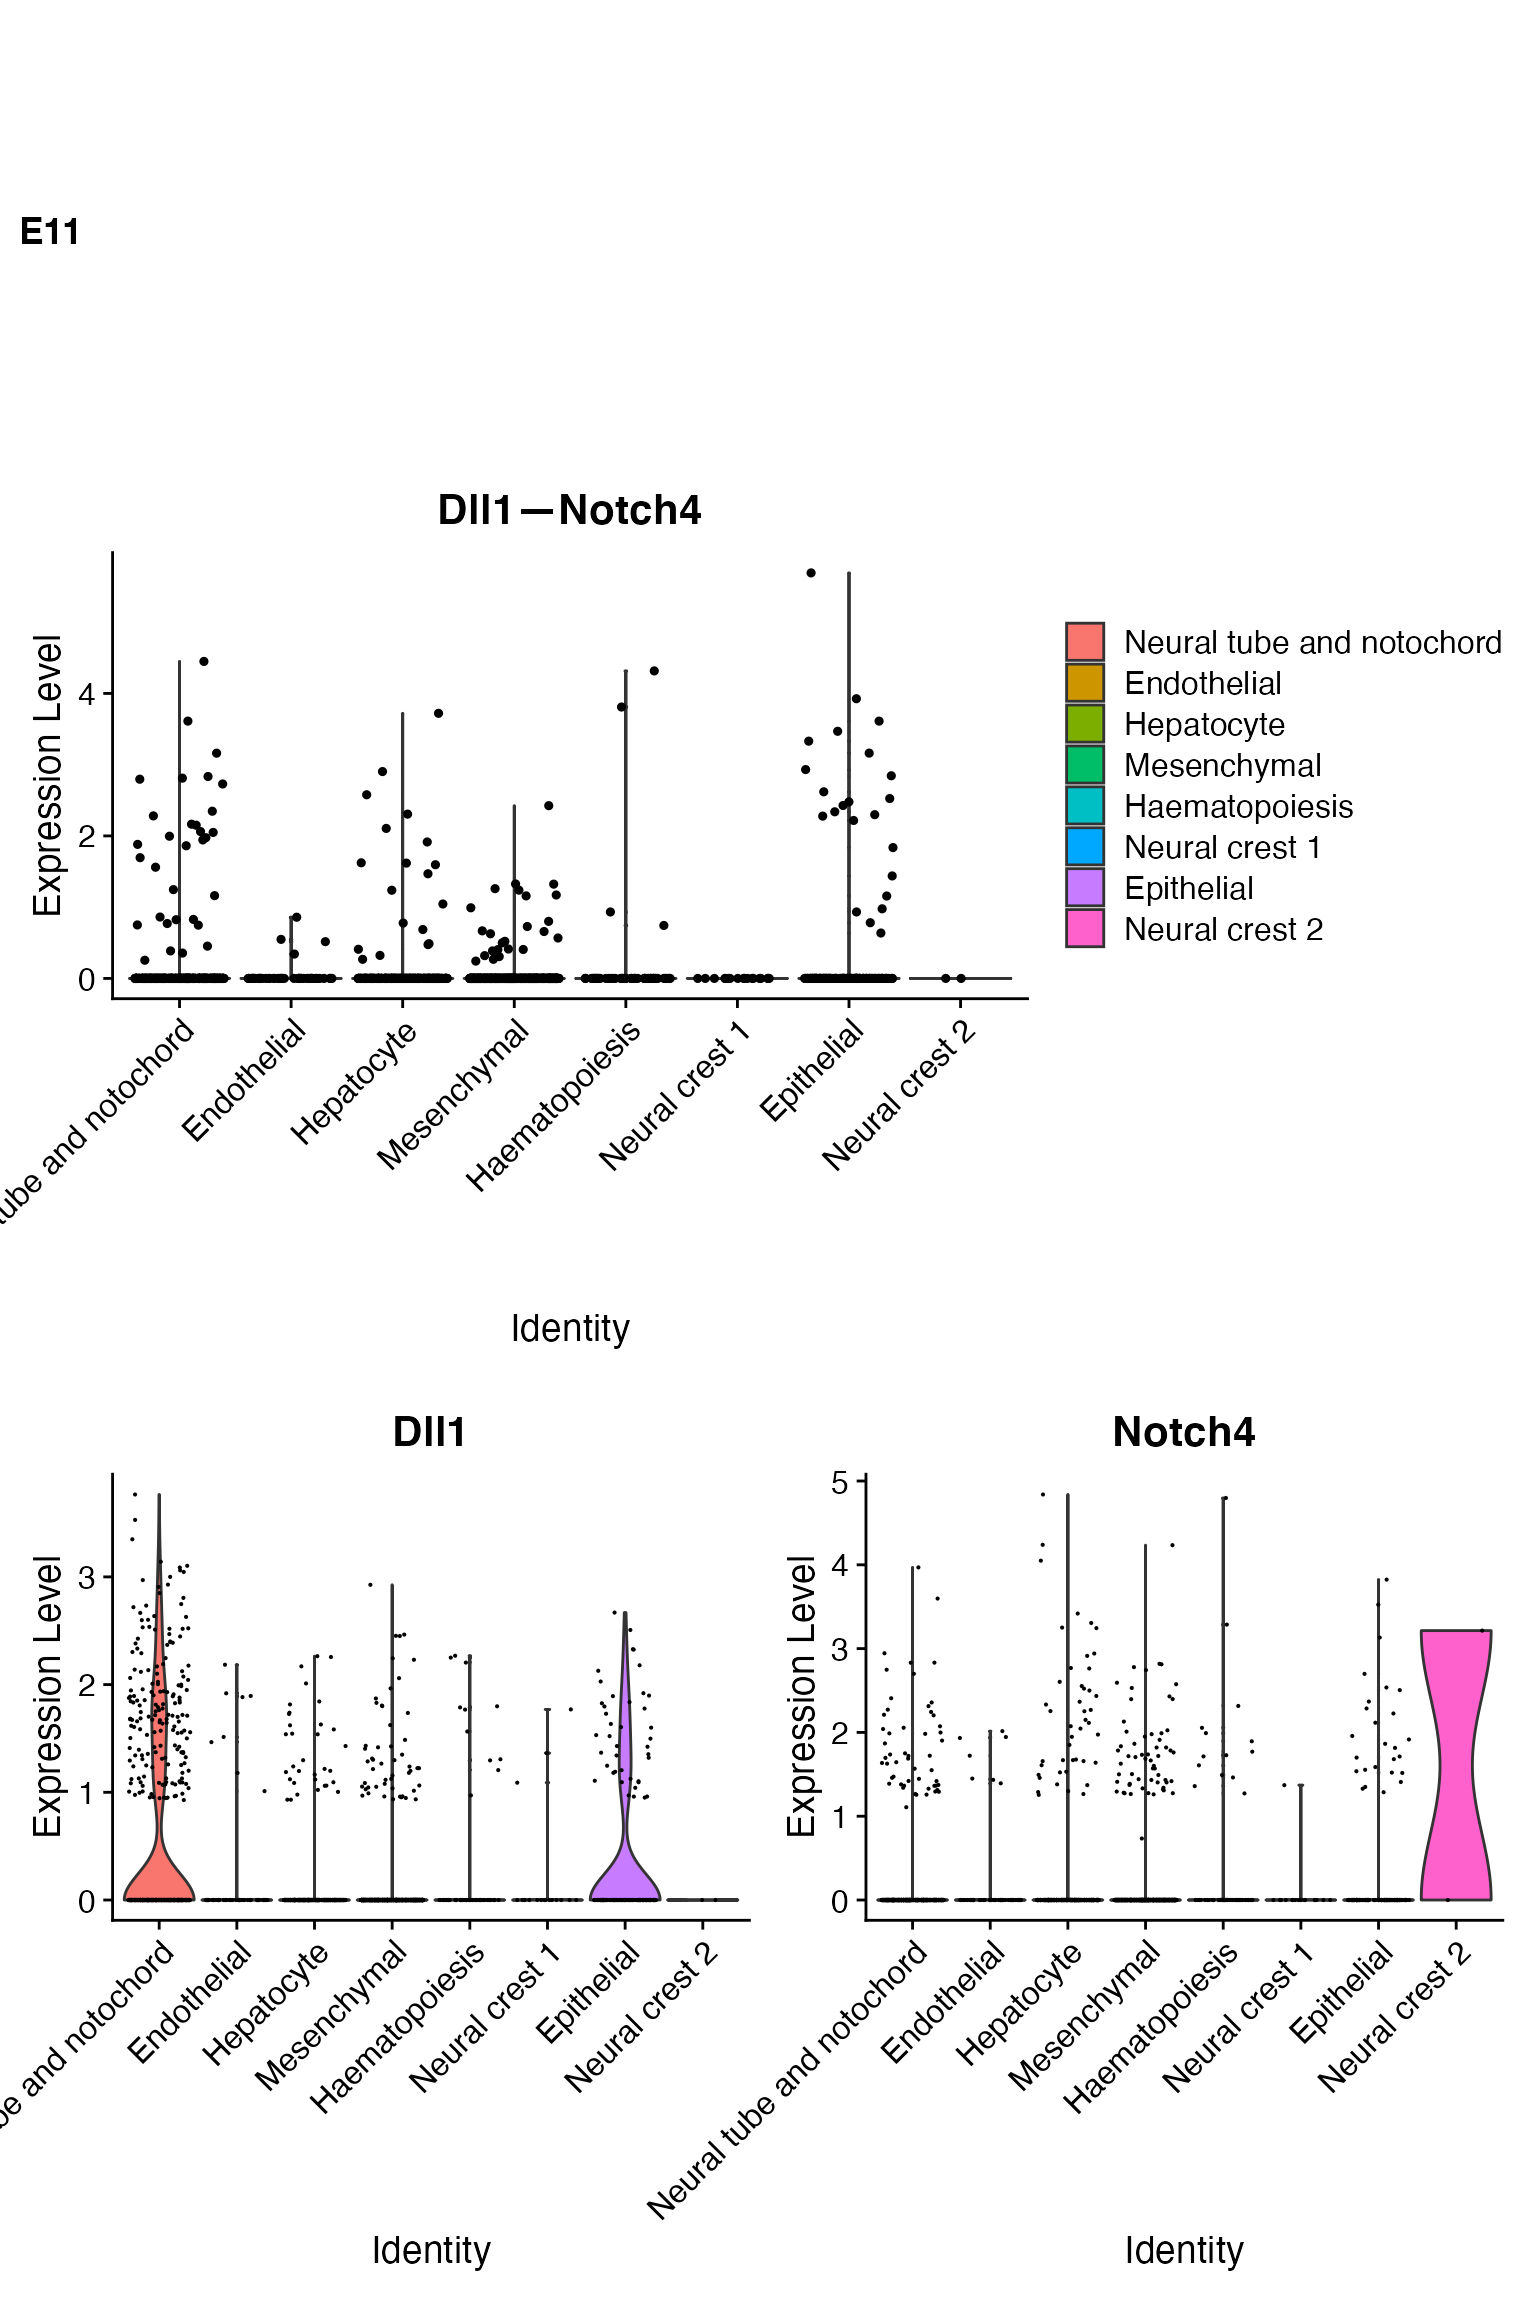 E11
Dll1—Notch4
Expression Level
4
2
0
Neural tube and notochord
Endothelial
Hepatocyte
Mesenchymal
Haematopoiesis
Neural crest 1
Epithelial
Neural crest 2
tube and notochord
Endothelial
Hepatocyte
Mesenchymal
Haematopoiesis
Neural crest 1
Epithelial
Neural crest 2
Identity
Dll1
Expression Level
3
2
1
0
and notochord
Endothelial
Hepatocyte
Mesenchymal
Haematopoiesis
Neural crest 1
Epithelial
Neural crest 2
Identity
Notch4
Expression Level
5
4
3
2
1
0
Neural tube and notochord
Endothelial
Hepatocyte
Mesenchymal
Haematopoiesis
Neural crest 1
Epithelial
Neural crest 2
Identity